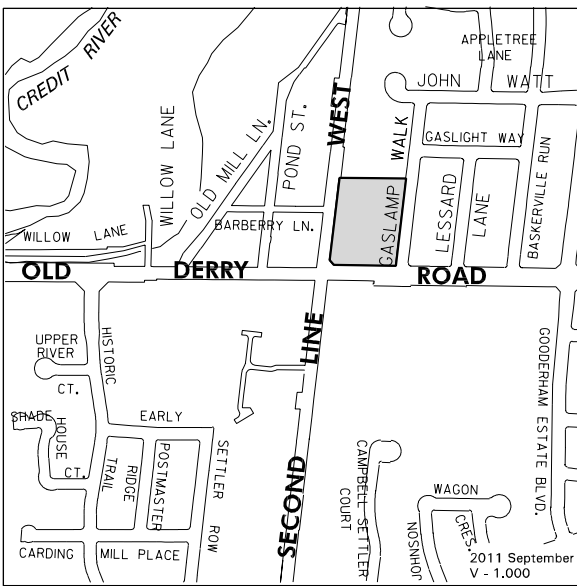 CREDIT RIVER
WILLOW LANE
OLD MILL LN.
POND ST.
WEST
WALK
APPLETREE
LANE
JOHN WATT
GASLIGHT WAY
BARBERRY LN.
GASLAMP
LESSARD
LANE
BASKERVILLE RUN
WILLOW LANE
OLD DERRY ROAD
UPPER
RIVER
CT.
HISTORIC
LINE
SHADE
HOUSE
CT.
EARLY
SETTLER
ROW
RIDGE
TRAIL
POSTMASTER
CARDING MILL PLACE
SECOND
CAMPBELL SETTLER
COURT
WAGON
CRES.
JOHNSON
GOODERHAM ESTATE BLVD.
2011 September
V - 1.000